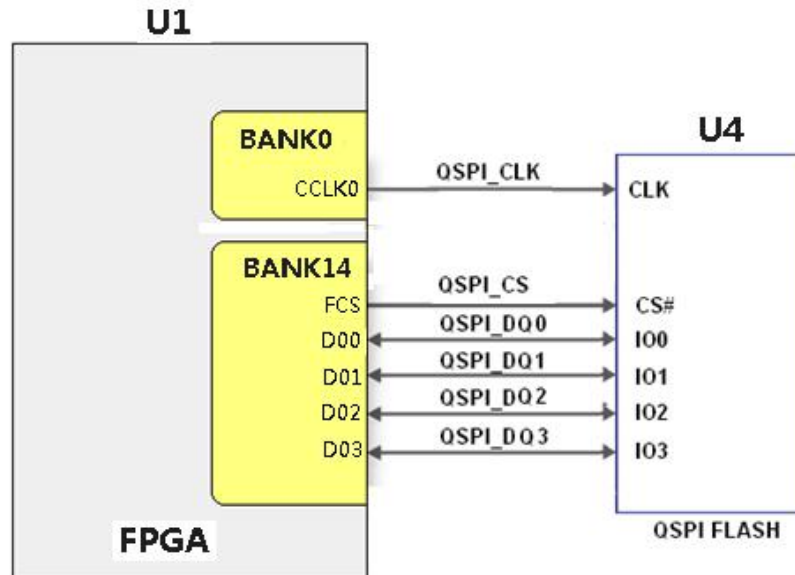 U1
U4
BANK0
CCLK0
QSPI_CLK
CLK
BANK14
FCS
QSPI_CS
CS#
D00
QSPI_DQ0
IO0
D01
QSPI_DQ1
IO1
D02
QSPI_DQ2
IO2
D03
QSPI_DQ3
IO3
FPGA
QSPI FLASH